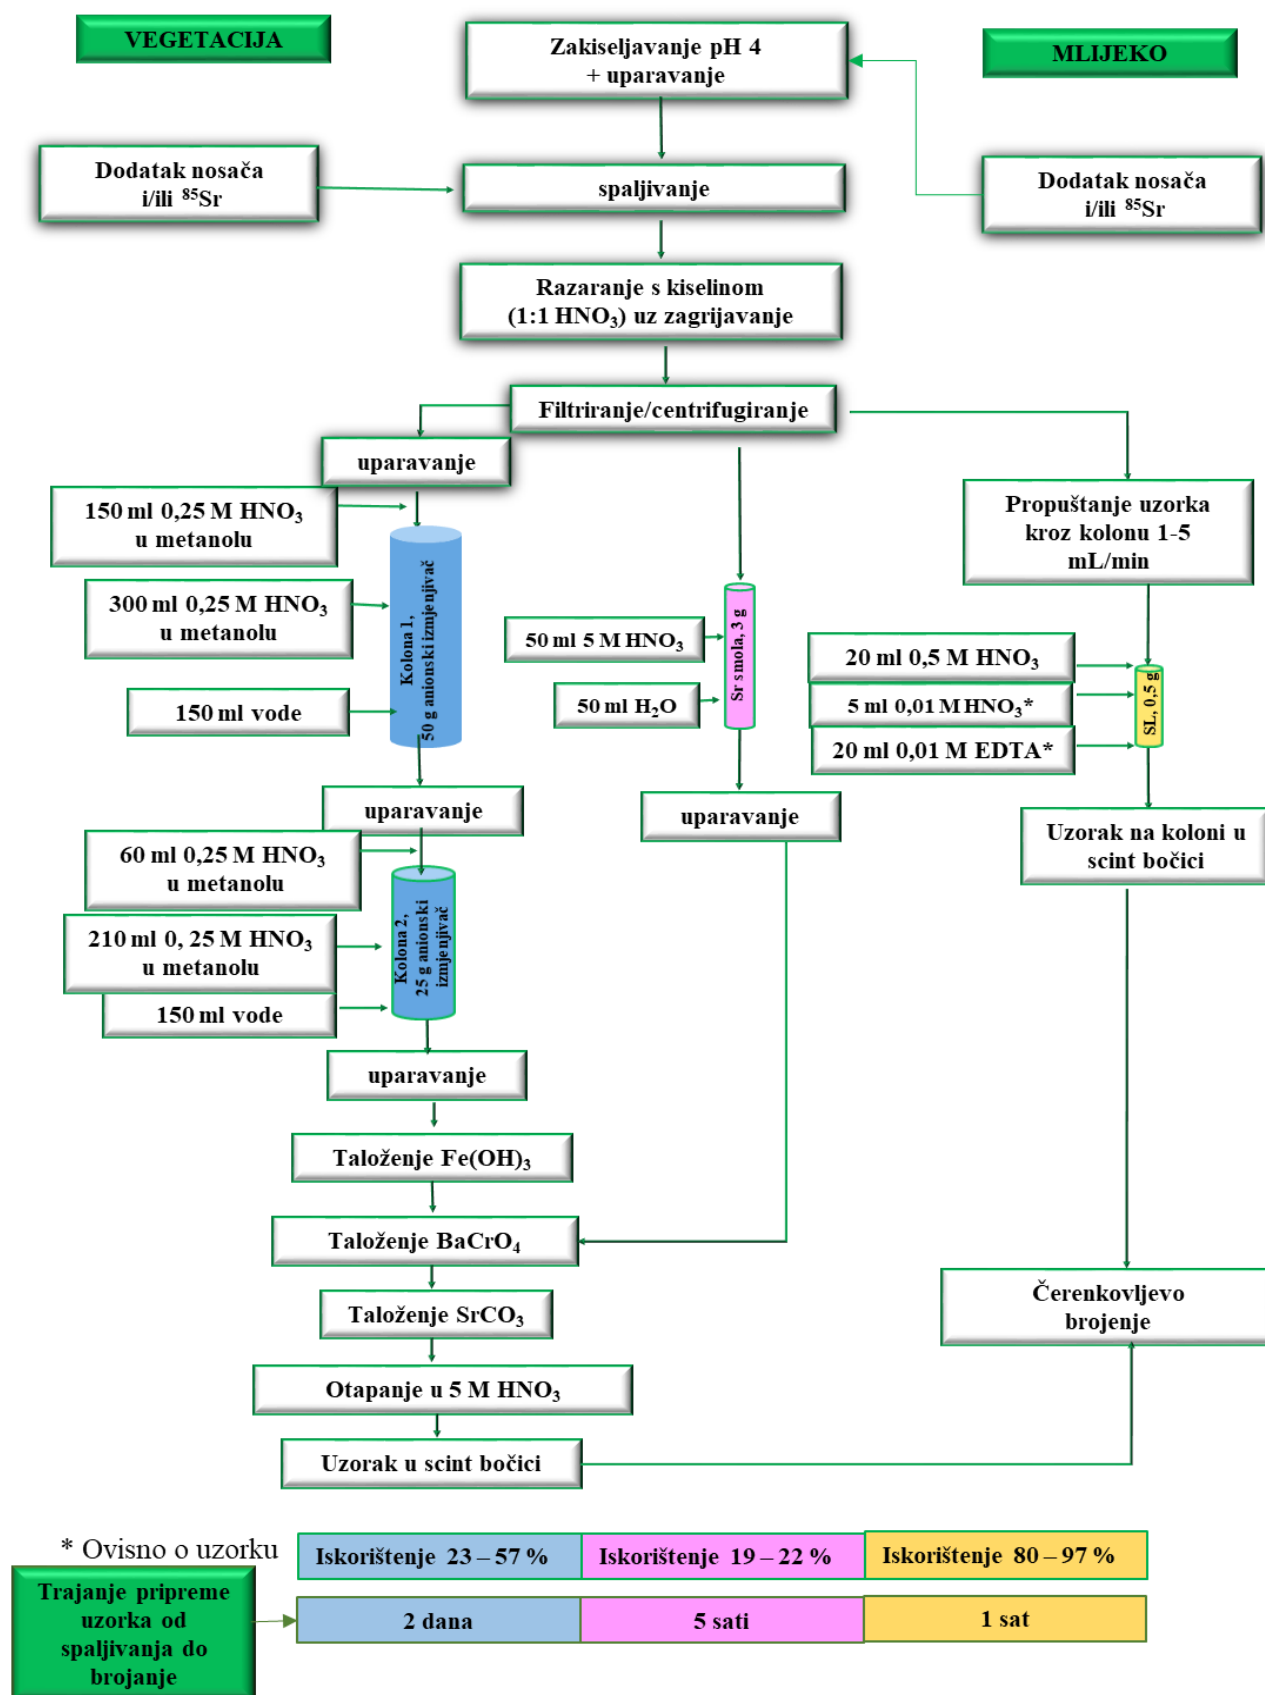 VEGETACIJA
Zakiseljavanje pH 4
+ uparavanje
MLIJEKO
Dodatak nosača
i/ili ⁸⁵Sr
spaljivanje
Dodatak nosača
i/ili ⁸⁵Sr
Razaranje s kiselinom
(1:1 HNO₃) uz zagrijavanje
Filtriranje/centrifugiranje
uparavanje
150 ml 0,25 M HNO₃
u metanolu
300 ml 0,25 M HNO₃
u metanolu
150 ml vode
Kolona 1,
50 g anionski izmjenjivač
uparavanje
60 ml 0,25 M HNO₃
u metanolu
210 ml 0, 25 M HNO₃
u metanolu
150 ml vode
Kolona 2,
25 g anionski
izmjenjivač
uparavanje
Taloženje Fe(OH)₃
50 ml 5 M HNO₃
50 ml H₂O
Sr smola, 3 g
uparavanje
Taloženje BaCrO₄
Taloženje SrCO₃
Otapanje u 5 M HNO₃
Uzorak u scint bočici
Propuštanje uzorka
kroz kolonu 1-5
mL/min
20 ml 0,5 M HNO₃
5 ml 0,01 M HNO₃*
20 ml 0,01 M EDTA*
SL, 0,5 g
Uzorak na koloni u
scint bočici
Čerenkovljevo
brojenje
* Ovisno o uzorku
Iskorištenje 23 – 57 %
Iskorištenje 19 – 22 %
Iskorištenje 80 – 97 %
Trajanje pripreme
uzorka od
spaljivanja do
brojanje
2 dana
5 sati
1 sat